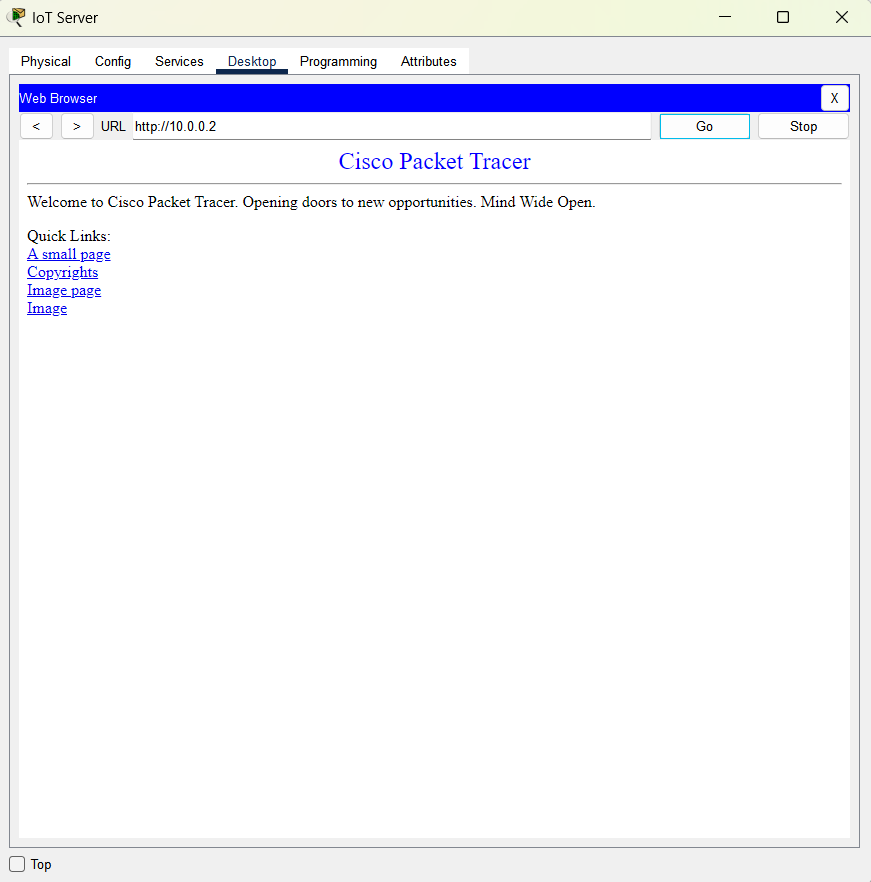 IoT Server
Physical Config Services Desktop Programming Attributes
Web Browser X
< > URL http://10.0.0.2 Go Stop
Cisco Packet Tracer
Welcome to Cisco Packet Tracer. Opening doors to new opportunities. Mind Wide Open.
Quick Links:
A small page
Copyrights
Image page
Image
Top